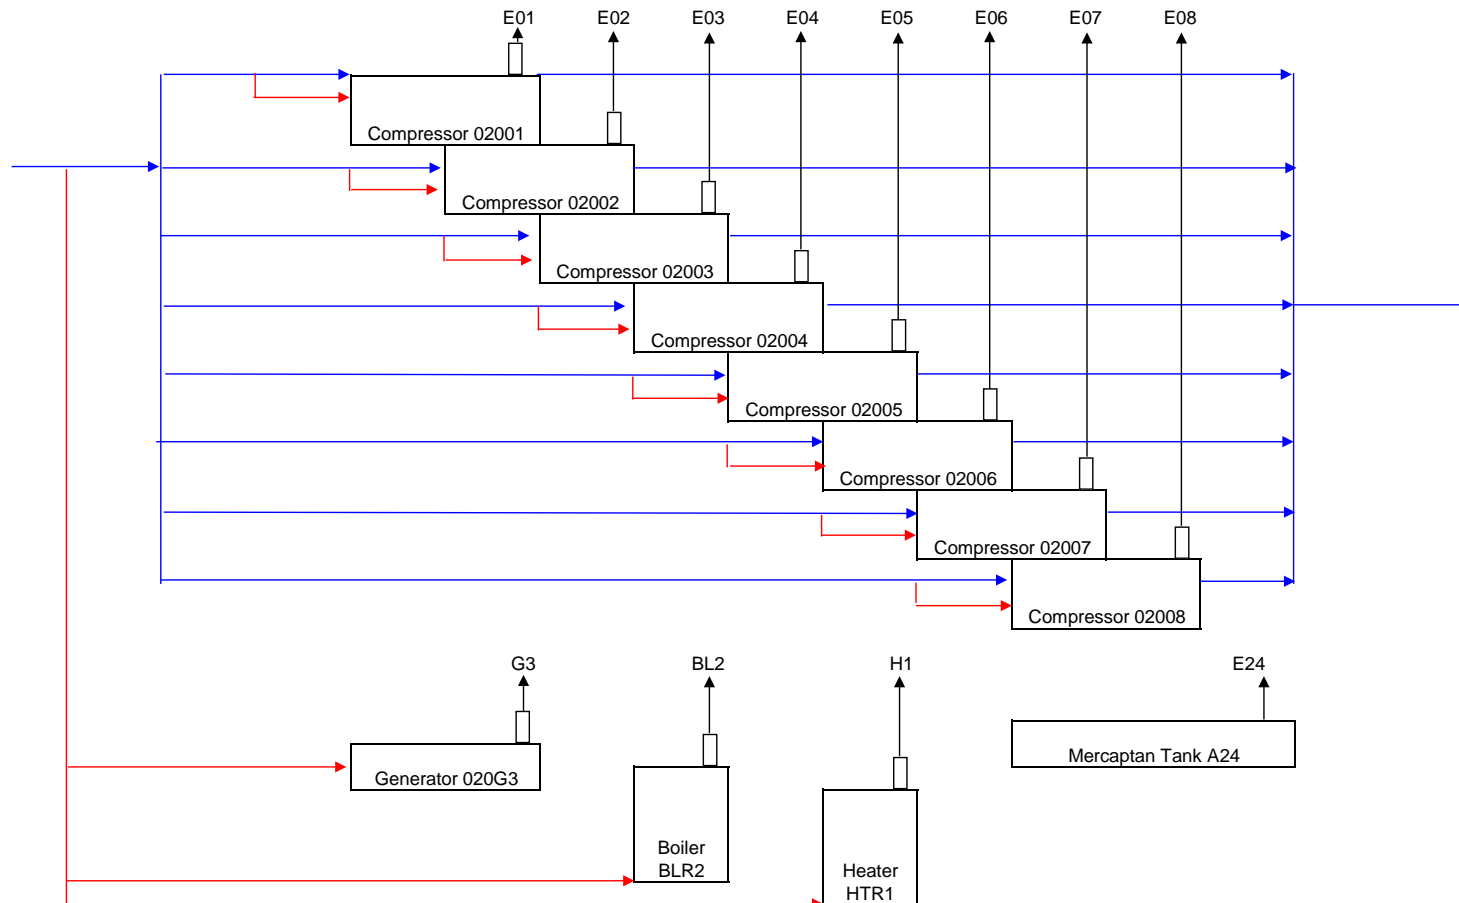 E01 E02 E03 E04 E05 E06 E07 E08
Compressor 02001
Compressor 02002
Compressor 02003
Compressor 02004
Compressor 02005
Compressor 02006
Compressor 02007
Compressor 02008
G3 BL2 H1 E24
Mercaptan Tank A24
Generator 020G3
Boiler
BLR2
Heater
HTR1